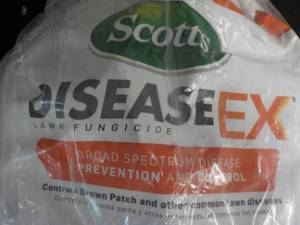 Scotts
DISEASEEX
LAWN FUNGICIDE
BROAD SPECTRUM DISEASE
PREVENTION AND CONTROL
Controls Brown Patch and other common lawn diseases